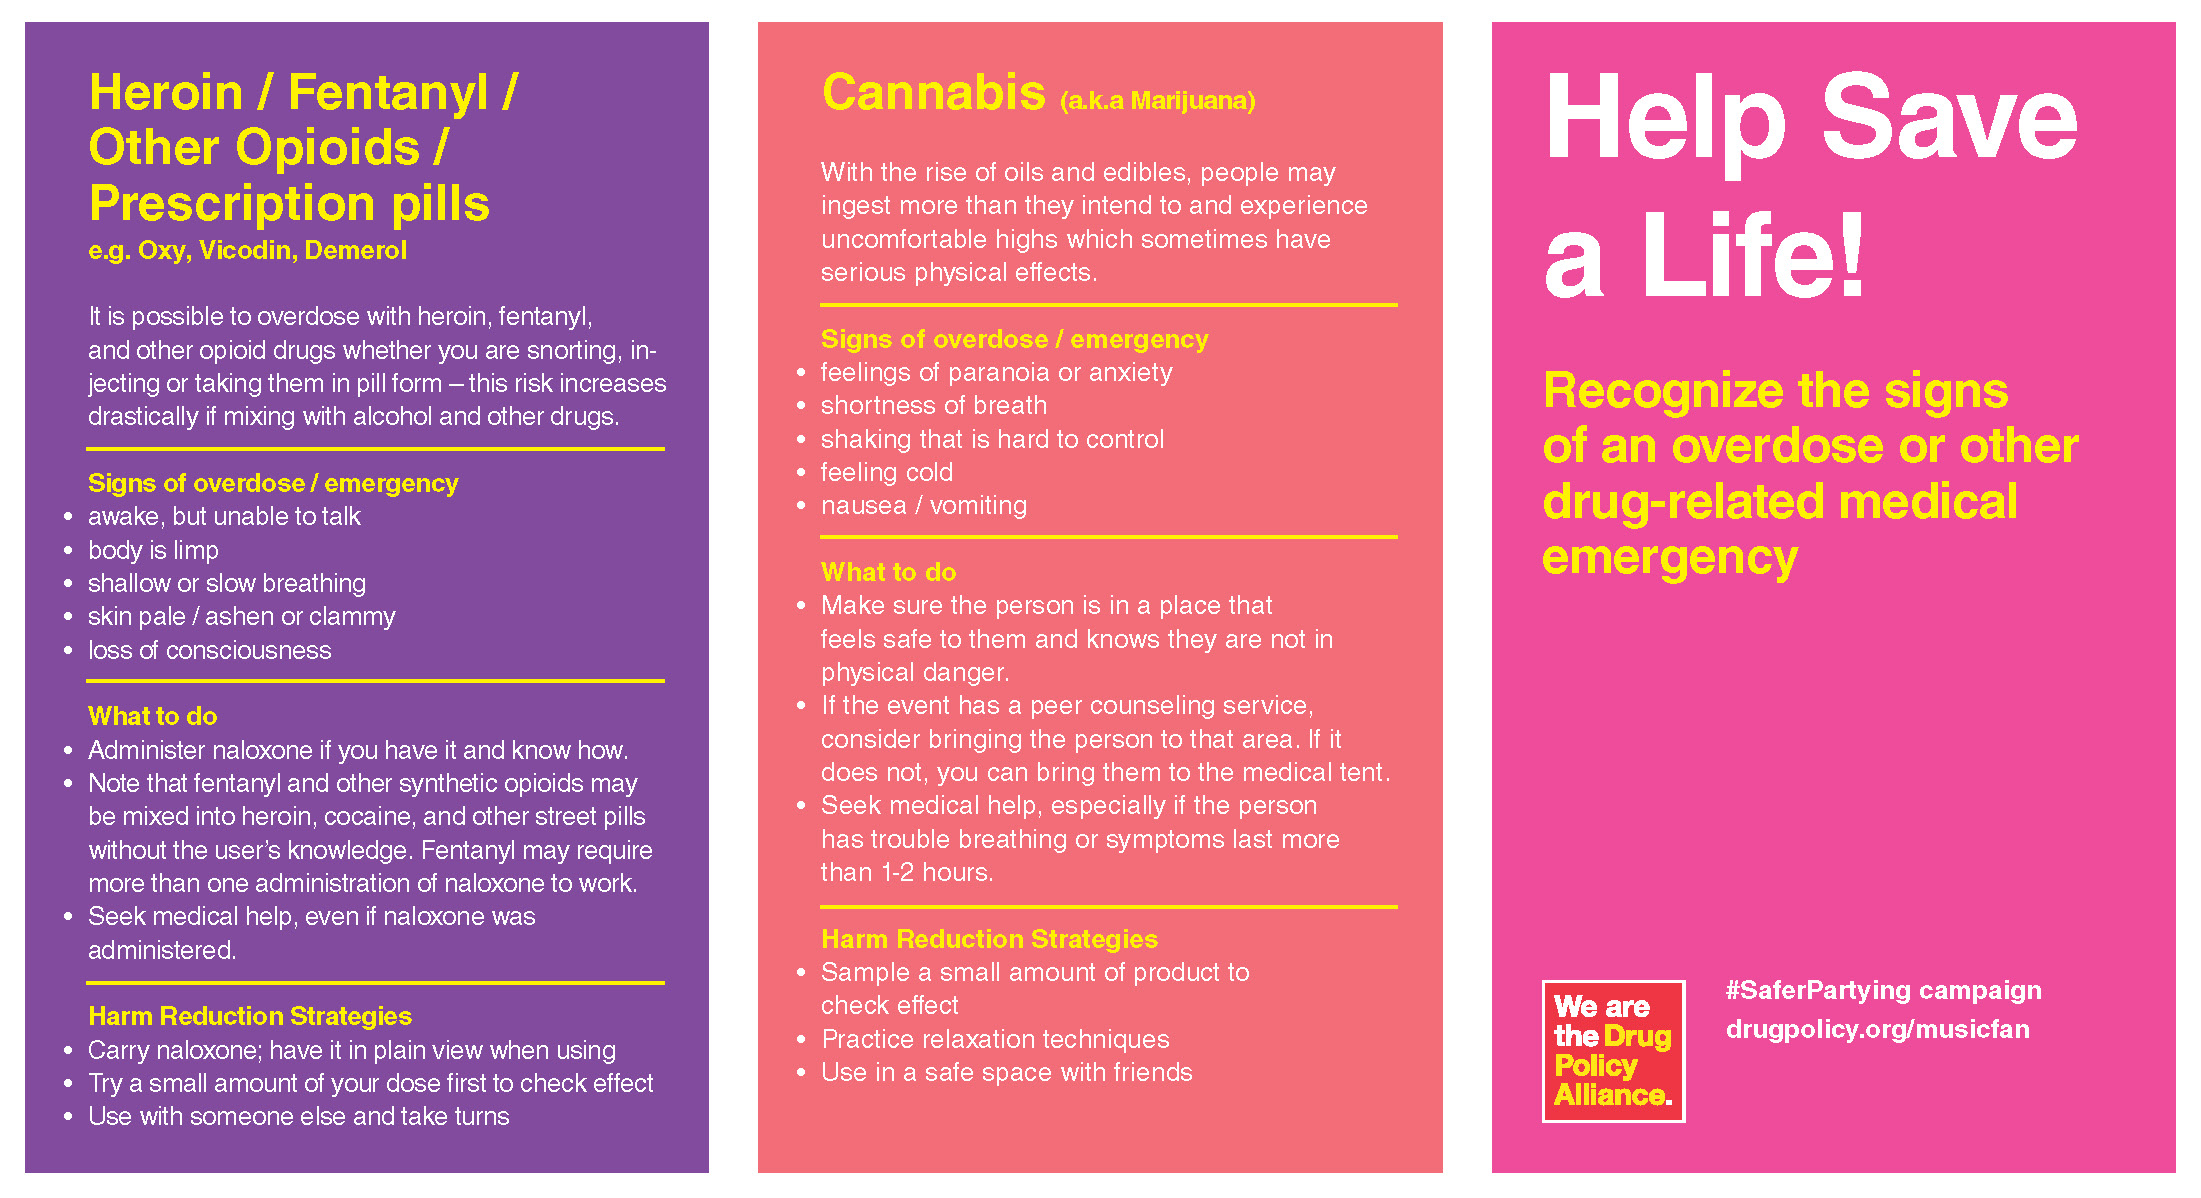 Heroin / Fentanyl /
Other Opioids /
Prescription pills
e.g. Oxy, Vicodin, Demerol
It is possible to overdose with heroin, fentanyl,
and other opioid drugs whether you are snorting, in-
jecting or taking them in pill form – this risk increases
drastically if mixing with alcohol and other drugs.
Signs of overdose / emergency
• awake, but unable to talk
• body is limp
• shallow or slow breathing
• skin pale / ashen or clammy
• loss of consciousness
What to do
• Administer naloxone if you have it and know how.
• Note that fentanyl and other synthetic opioids may
be mixed into heroin, cocaine, and other street pills
without the user’s knowledge. Fentanyl may require
more than one administration of naloxone to work.
• Seek medical help, even if naloxone was
administered.
Harm Reduction Strategies
• Carry naloxone; have it in plain view when using
• Try a small amount of your dose first to check effect
• Use with someone else and take turns
Cannabis (a.k.a Marijuana)
With the rise of oils and edibles, people may
ingest more than they intend to and experience
uncomfortable highs which sometimes have
serious physical effects.
Signs of overdose / emergency
• feelings of paranoia or anxiety
• shortness of breath
• shaking that is hard to control
• feeling cold
• nausea / vomiting
What to do
• Make sure the person is in a place that
feels safe to them and knows they are not in
physical danger.
• If the event has a peer counseling service,
consider bringing the person to that area. If it
does not, you can bring them to the medical tent.
• Seek medical help, especially if the person
has trouble breathing or symptoms last more
than 1-2 hours.
Harm Reduction Strategies
• Sample a small amount of product to
check effect
• Practice relaxation techniques
• Use in a safe space with friends
Help Save
a Life!
Recognize the signs
of an overdose or other
drug-related medical
emergency
We are
the Drug
Policy
Alliance.
#SaferPartying campaign
drugpolicy.org/musicfan